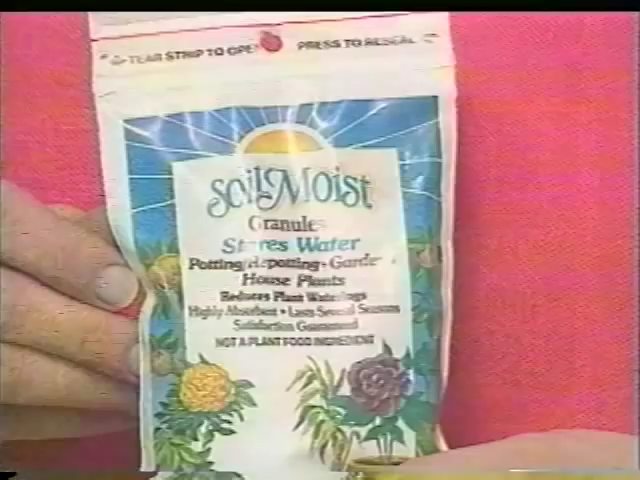 TEAR STRIP TO OPEN PRESS TO RESEAL
Soil Moist
Granules
Stores Water
Potting • Repotting • Garden
House Plants
Reduces Plant Waterings
Highly Absorbent • Lasts Several Seasons
Satisfaction Guaranteed
NOT A PLANT FOOD INGREDIENT